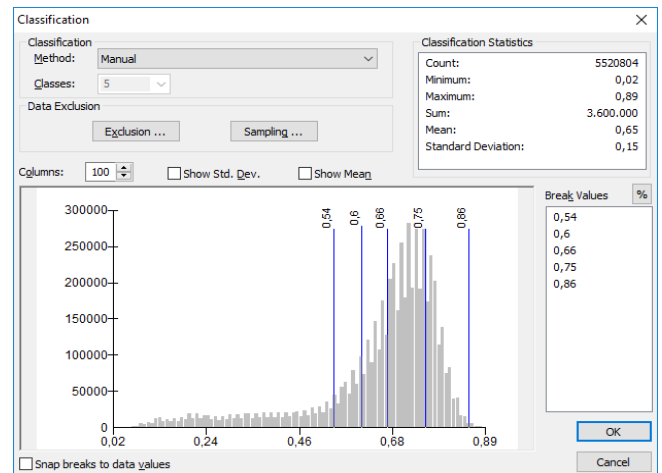 Classification
Classification
Method: Manual
Classes: 5
Data Exclusion
Exclusion ... Sampling ...
Classification Statistics
Count: 5520804
Minimum: 0,02
Maximum: 0,89
Sum: 3.600.000
Mean: 0,65
Standard Deviation: 0,15
Columns: 100 Show Std. Dev. Show Mean
Break Values %
0,54
0,6
0,66
0,75
0,86
300000
250000
200000
150000
100000
50000
0
0,54 0,6 0,66 0,75 0,86
0,02 0,24 0,46 0,68 0,89
OK
Snap breaks to data values
Cancel